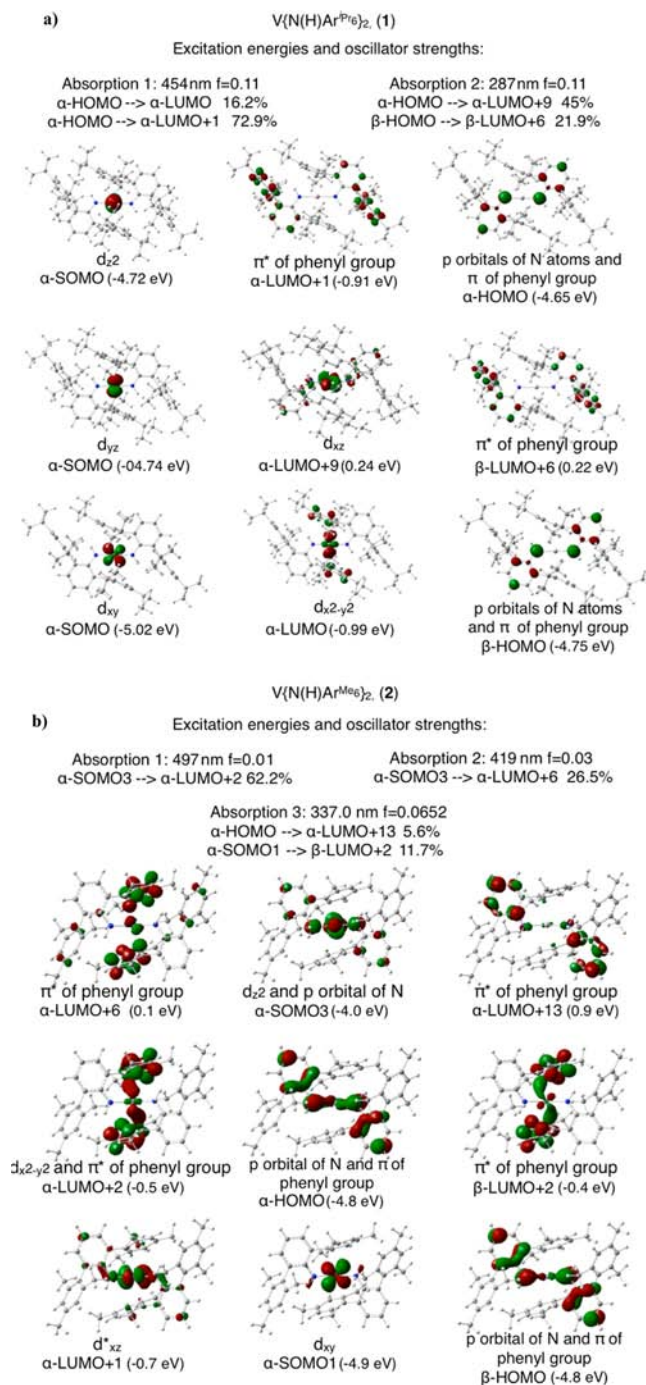 a)
V{N(H)Arⁱᴾʳ⁶}₂, (1)
Excitation energies and oscillator strengths:
Absorption 1: 454nm f=0.11
α-HOMO --> α-LUMO 16.2%
α-HOMO --> α-LUMO+1 72.9%
Absorption 2: 287nm f=0.11
α-HOMO --> α-LUMO+9 45%
β-HOMO --> β-LUMO+6 21.9%
dz2
α-SOMO (-4.72 eV)
π* of phenyl group
α-LUMO+1 (-0.91 eV)
p orbitals of N atoms and
π of phenyl group
α-HOMO (-4.65 eV)
dyz
α-SOMO (-04.74 eV)
dxz
α-LUMO+9 (0.24 eV)
π* of phenyl group
β-LUMO+6 (0.22 eV)
dxy
α-SOMO (-5.02 eV)
dx2-y2
α-LUMO (-0.99 eV)
p orbitals of N atoms
and π of phenyl group
β-HOMO (-4.75 eV)
V{N(H)Arᴹᵉ⁶}₂, (2)
b)
Excitation energies and oscillator strengths:
Absorption 1: 497nm f=0.01
α-SOMO3 --> α-LUMO+2 62.2%
Absorption 2: 419 nm f=0.03
α-SOMO3 --> α-LUMO+6 26.5%
Absorption 3: 337.0 nm f=0.0652
α-HOMO --> α-LUMO+13 5.6%
α-SOMO1 --> β-LUMO+2 11.7%
π* of phenyl group
α-LUMO+6 (0.1 eV)
dz2 and p orbital of N
α-SOMO3 (-4.0 eV)
π* of phenyl group
α-LUMO+13 (0.9 eV)
dx2-y2 and π* of phenyl group
α-LUMO+2 (-0.5 eV)
p orbital of N and π of
phenyl group
α-HOMO (-4.8 eV)
π* of phenyl group
β-LUMO+2 (-0.4 eV)
d*xz
α-LUMO+1 (-0.7 eV)
dxy
α-SOMO1 (-4.9 eV)
p orbital of N and π of
phenyl group
β-HOMO (-4.8 eV)